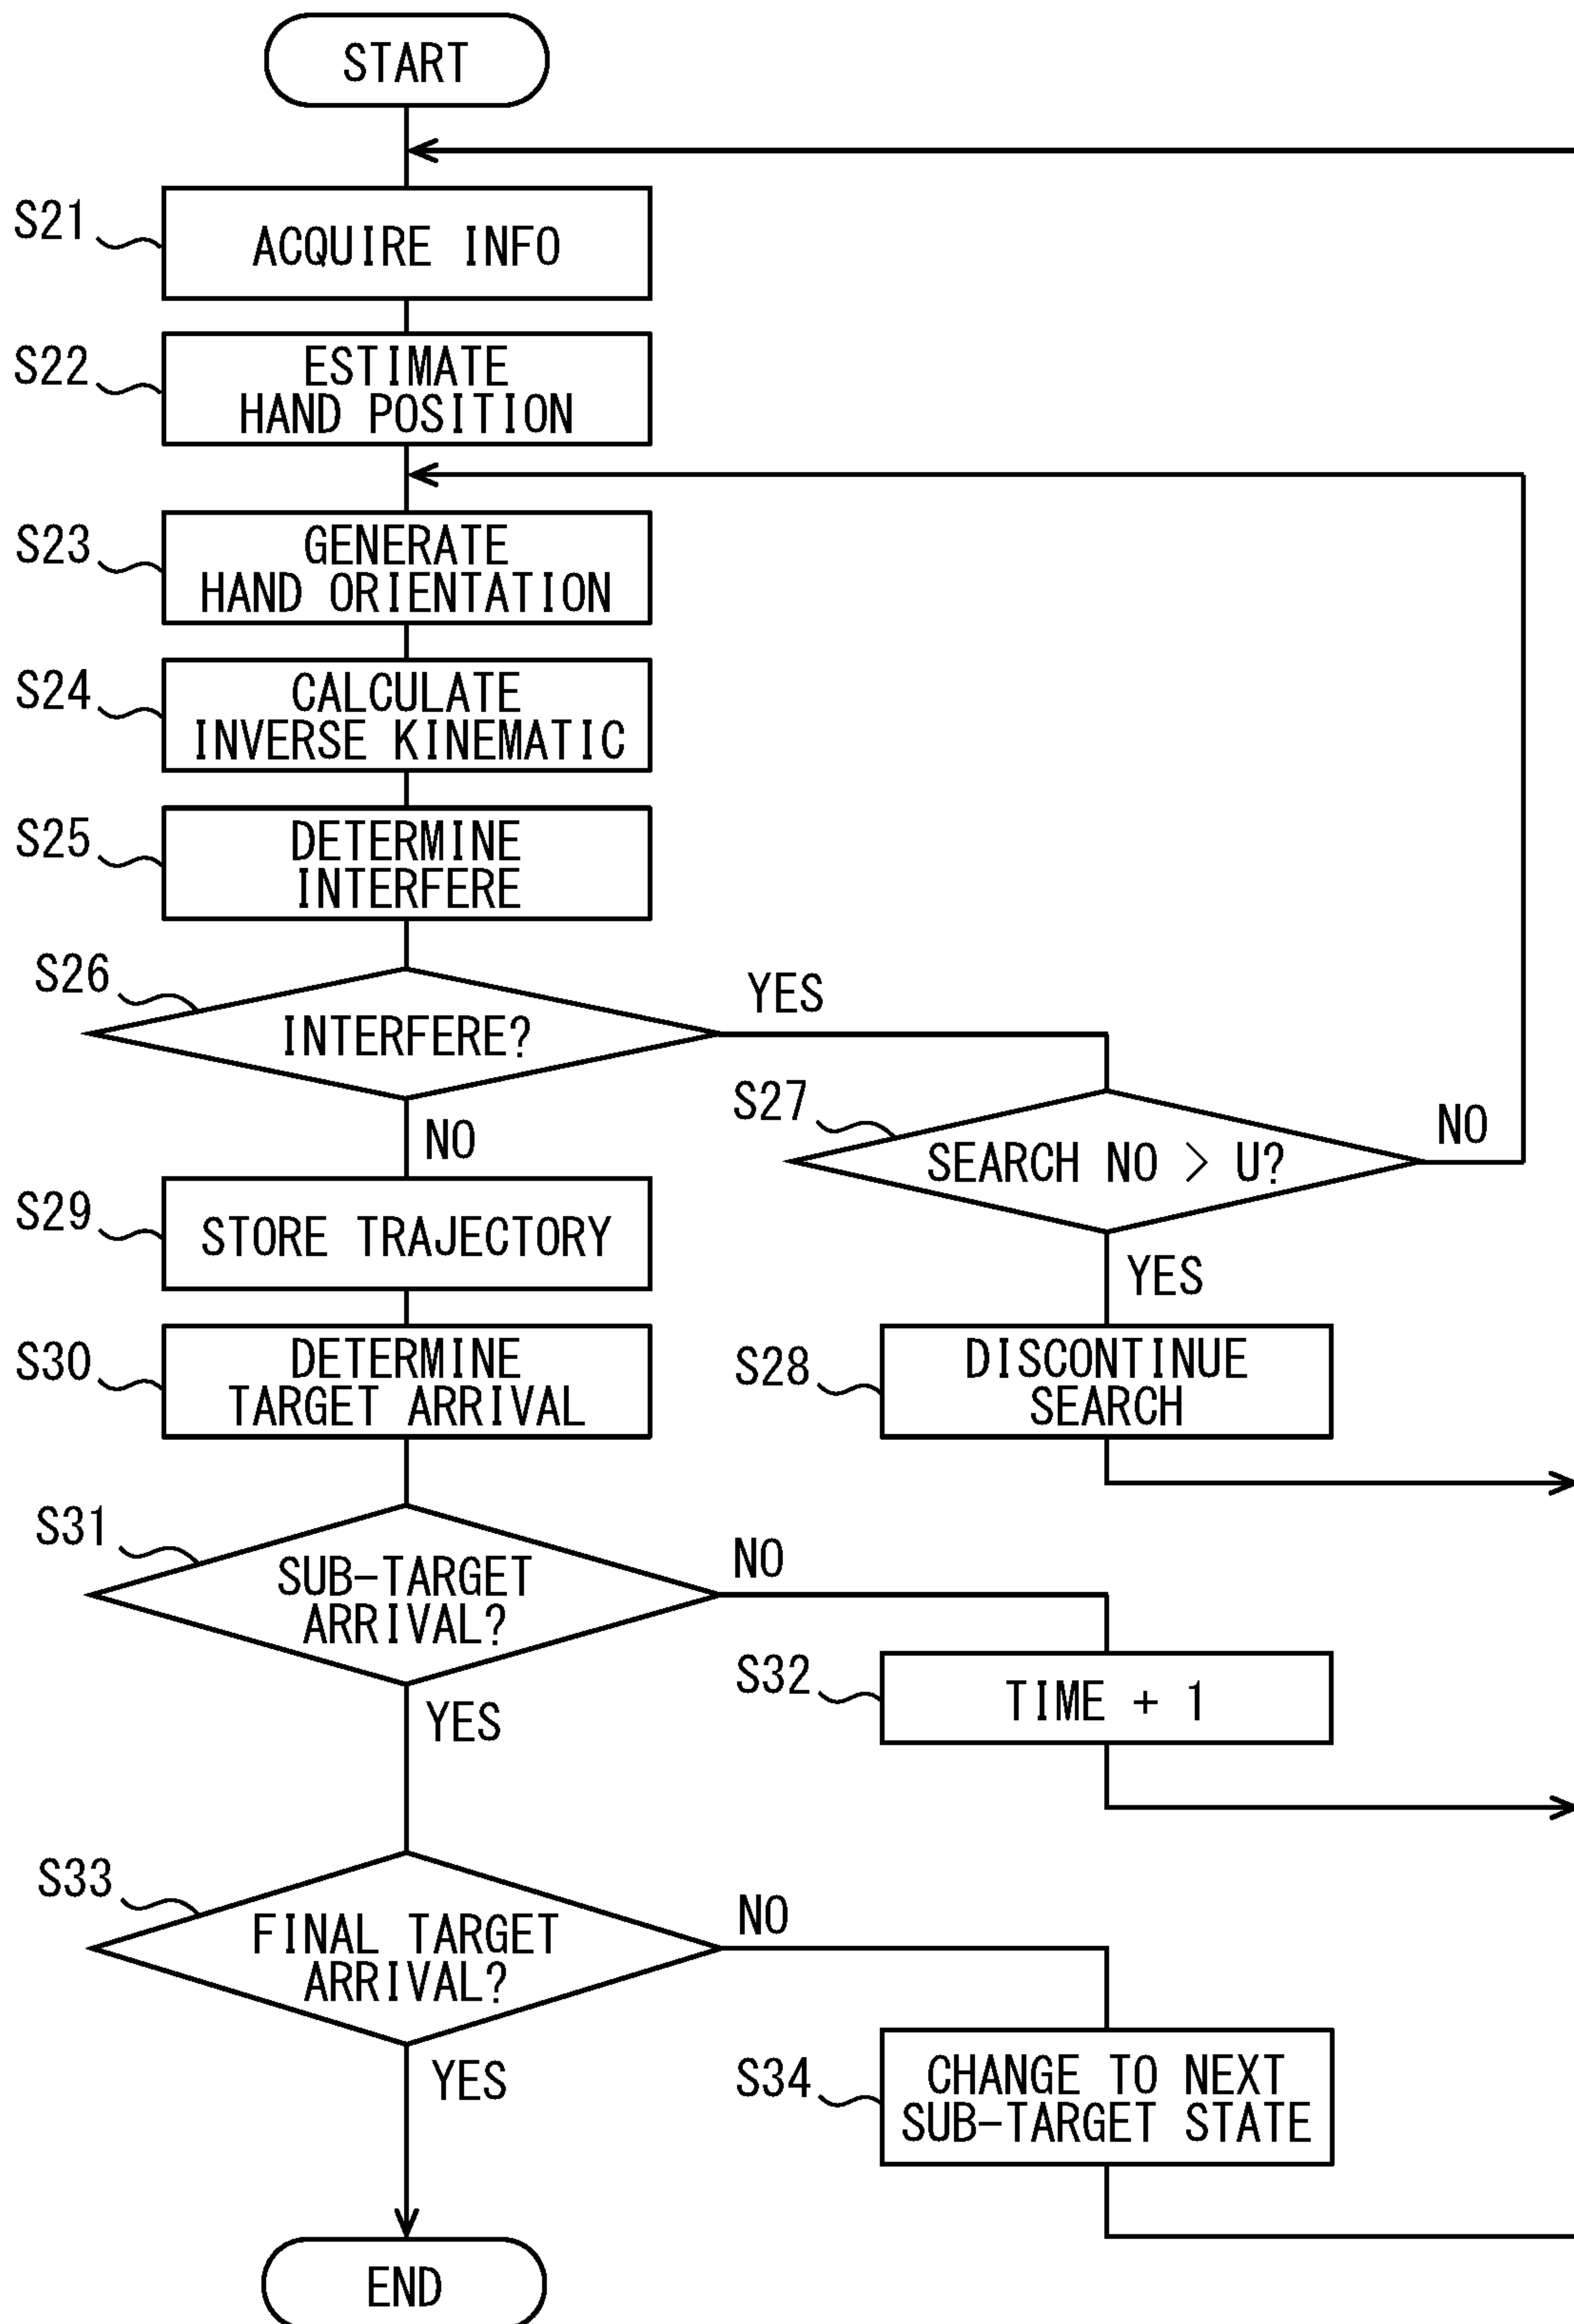 START
S21
ACQUIRE INFO
S22
ESTIMATE
HAND POSITION
S23
GENERATE
HAND ORIENTATION
S24
CALCULATE
INVERSE KINEMATIC
S25
DETERMINE
INTERFERE
S26
INTERFERE?
YES
NO
S27
SEARCH NO > U?
NO
YES
S28
DISCONTINUE
SEARCH
S29
STORE TRAJECTORY
S30
DETERMINE
TARGET ARRIVAL
S31
SUB-TARGET
ARRIVAL?
NO
YES
S32
TIME + 1
S33
FINAL TARGET
ARRIVAL?
NO
YES
S34
CHANGE TO NEXT
SUB-TARGET STATE
END